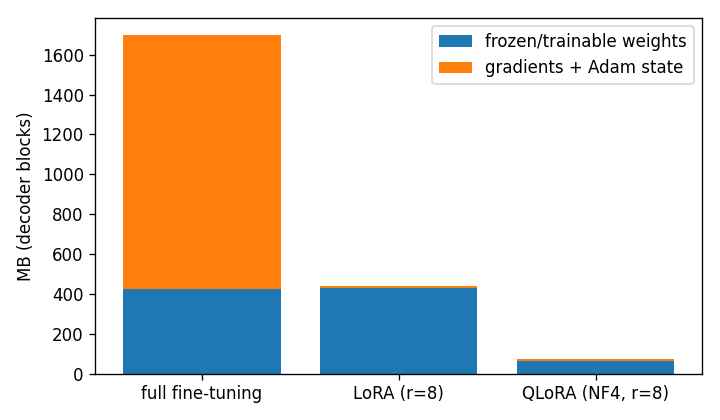 frozen/trainable weights
gradients + Adam state
MB (decoder blocks)
1600
1400
1200
1000
800
600
400
200
0
full fine-tuning
LoRA (r=8)
QLoRA (NF4, r=8)